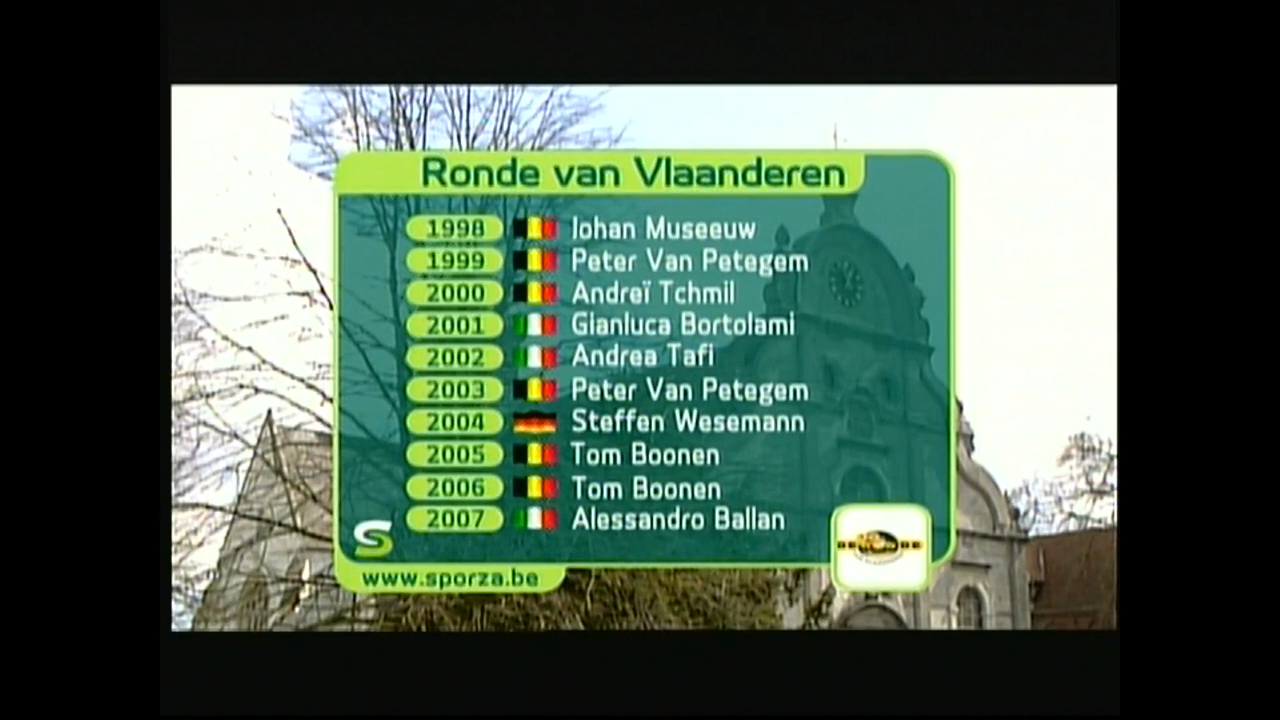 Ronde van Vlaanderen
1998 Johan Museeuw
1999 Peter Van Petegem
2000 Andreï Tchmil
2001 Gianluca Bortolami
2002 Andrea Tafi
2003 Peter Van Petegem
2004 Steffen Wesemann
2005 Tom Boonen
2006 Tom Boonen
2007 Alessandro Ballan
www.sporza.be